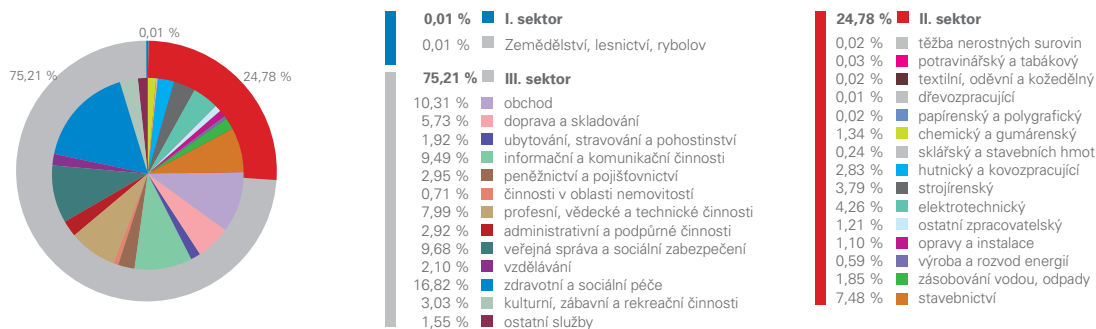 0,01 %
75,21 %
24,78 %
0,01 % I. sektor
0,01 % Zemědělství, lesnictví, rybolov
75,21 % III. sektor
10,31 % obchod
5,73 % doprava a skladování
1,92 % ubytování, stravování a pohostinství
9,49 % informační a komunikační činnosti
2,95 % peněžnictví a pojišťovnictví
0,71 % činnosti v oblasti nemovitostí
7,99 % profesní, vědecké a technické činnosti
2,92 % administrativní a podpůrné činnosti
9,68 % veřejná správa a sociální zabezpečení
2,10 % vzdělávání
16,82 % zdravotní a sociální péče
3,03 % kulturní, zábavní a rekreační činnosti
1,55 % ostatní služby
24,78 % II. sektor
0,02 % těžba nerostných surovin
0,03 % potravinářský a tabákový
0,02 % textilní, oděvní a kožedělný
0,01 % dřevozpracující
0,02 % papírenský a polygrafický
1,34 % chemický a gumárenský
0,24 % sklářský a stavebních hmot
2,83 % hutnický a kovozpracující
3,79 % strojírenský
4,26 % elektrotechnický
1,21 % ostatní zpracovatelský
1,10 % opravy a instalace
0,59 % výroba a rozvod energií
1,85 % zásobování vodou, odpady
7,48 % stavebnictví